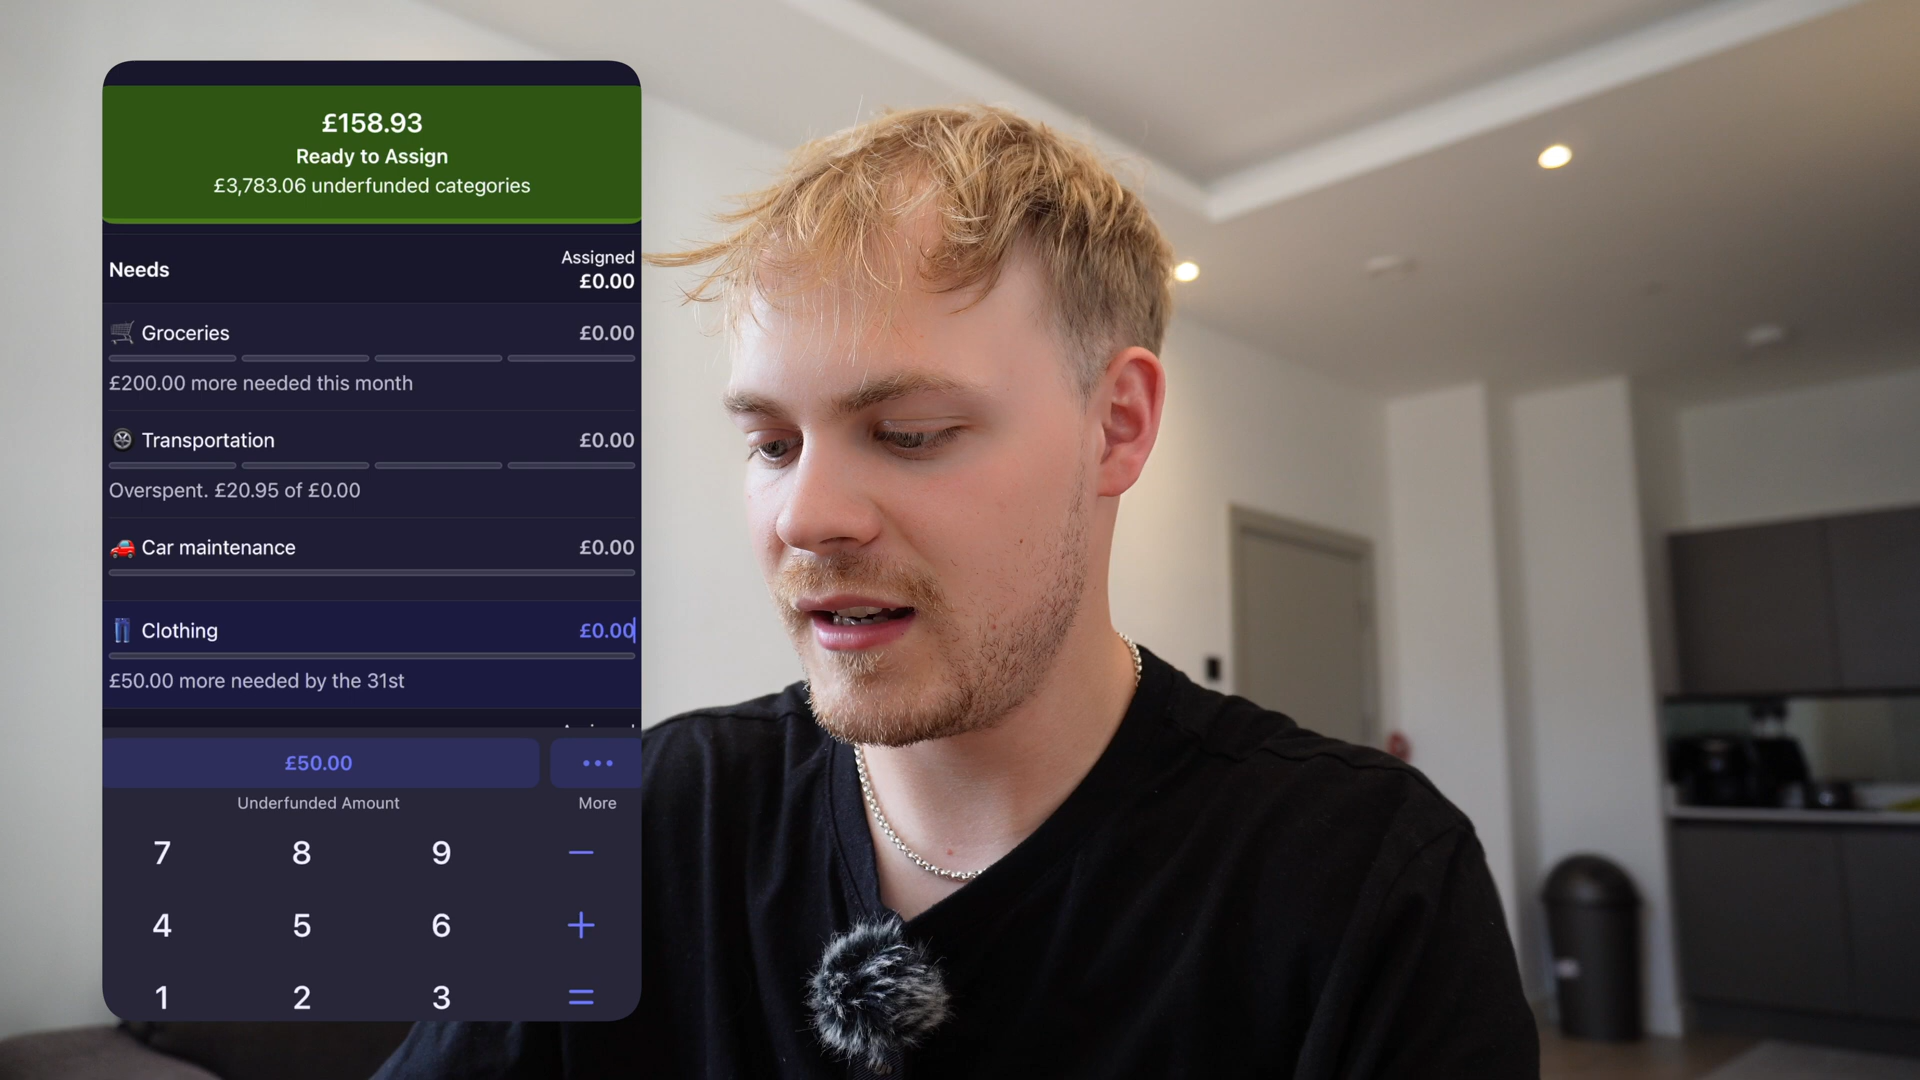 £158.93
Ready to Assign
£3,783.06 underfunded categories
Needs
Assigned
£0.00
Groceries £0.00
£200.00 more needed this month
Transportation £0.00
Overspent. £20.95 of £0.00
Car maintenance £0.00
Clothing £0.00
£50.00 more needed by the 31st
£50.00 •••
Underfunded Amount More
7 8 9 −
4 5 6 +
1 2 3 =